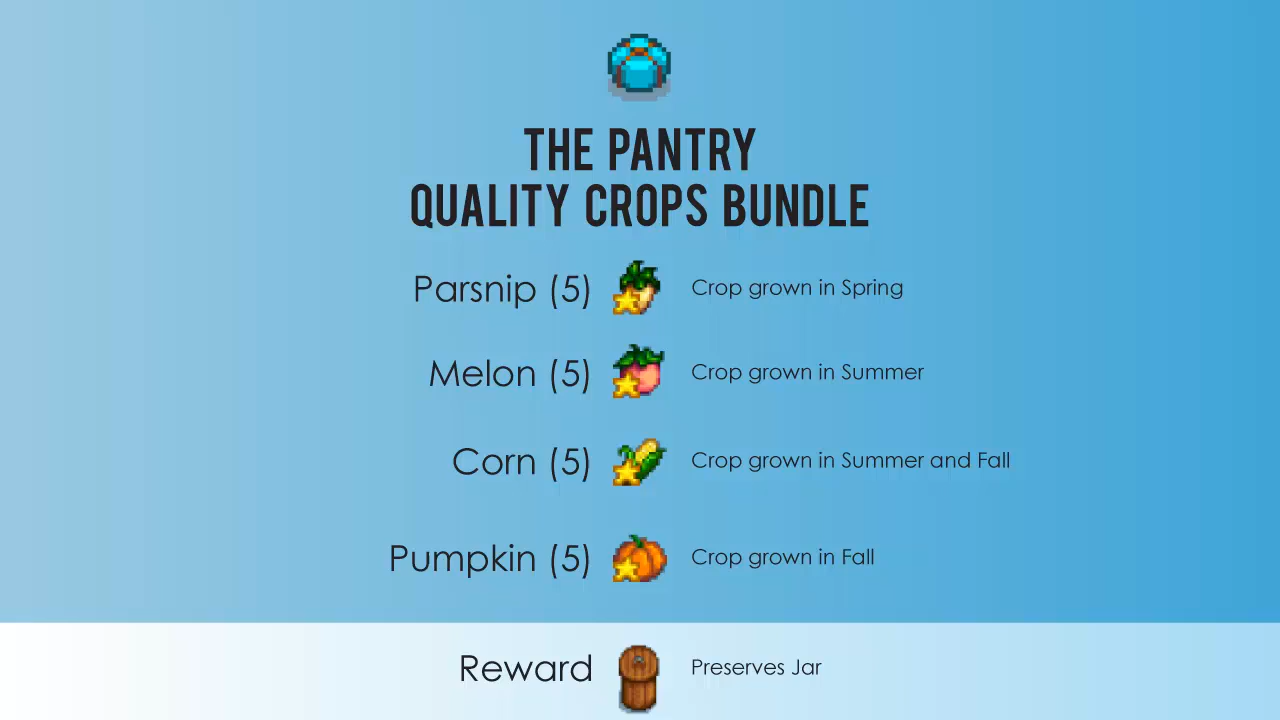 THE PANTRY
QUALITY CROPS BUNDLE
Parsnip (5) Crop grown in Spring
Melon (5) Crop grown in Summer
Corn (5) Crop grown in Summer and Fall
Pumpkin (5) Crop grown in Fall
Reward Preserves Jar